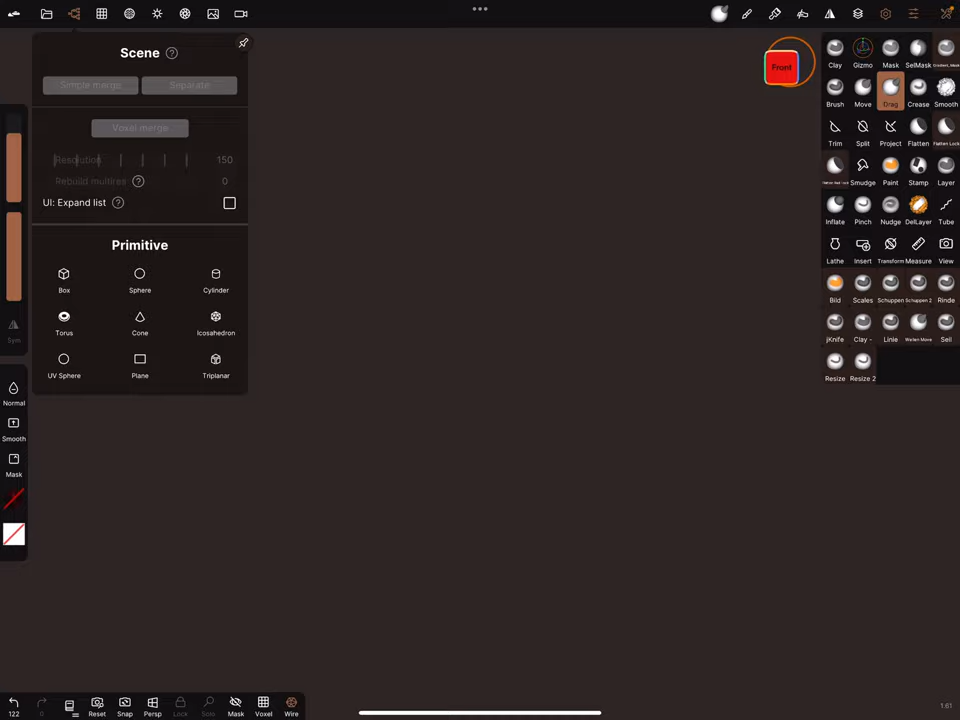 Scene ?
Simple merge Separate
Voxel merge
Resolution 150
Rebuild multires ? 0
UI: Expand list ?
Primitive
Box Sphere Cylinder
Torus Cone Icosahedron
UV Sphere Plane Triplanar
Sym
Normal
Smooth
Mask
Front
Clay Gizmo Mask SelMask
Brush Move Drag Crease Smooth
Trim Split Project Flatten Flatten Lock
Smudge Paint Stamp Layer
Inflate Pinch Nudge DelLayer Tube
Lathe Insert Transform Measure View
Bild Scales Schuppen Schuppen 2 Rinde
jKnife Clay - Linie Wellen Move Seil
Resize Resize 2
122 0 Reset Snap Persp Lock Solo Mask Voxel Wire
1.61